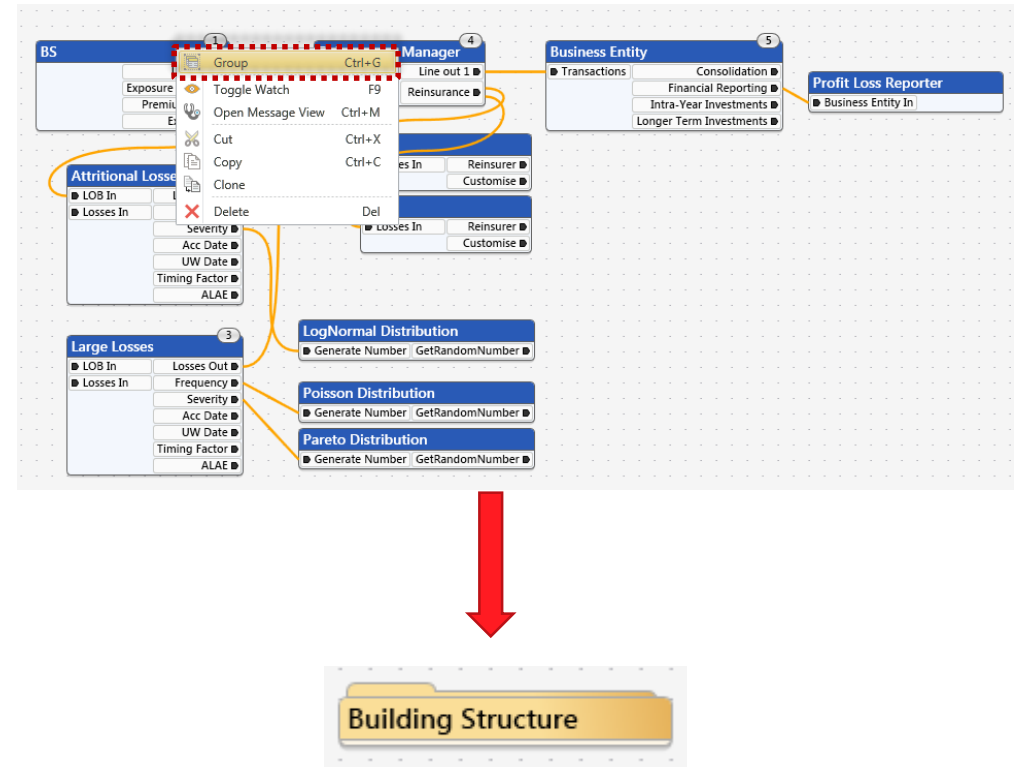 BS
1
Exposure
Group Ctrl+G
Toggle Watch F9
Open Message View Ctrl+M
Cut Ctrl+X
Copy Ctrl+C
Clone
Delete Del
Manager
4
Line out 1
Reinsurance
Business Entity
5
Transactions Consolidation
Financial Reporting
Intra-Year Investments
Longer Term Investments
Profit Loss Reporter
Business Entity In
Reinsurer
Customise
Losses In Reinsurer
Customise
Attritional
LOB In
Losses In
Severity
Acc Date
UW Date
Timing Factor
ALAE
Large Losses
3
LOB In Losses Out
Losses In Frequency
Severity
Acc Date
UW Date
Timing Factor
ALAE
LogNormal Distribution
Generate Number GetRandomNumber
Poisson Distribution
Generate Number GetRandomNumber
Pareto Distribution
Generate Number GetRandomNumber
Building Structure